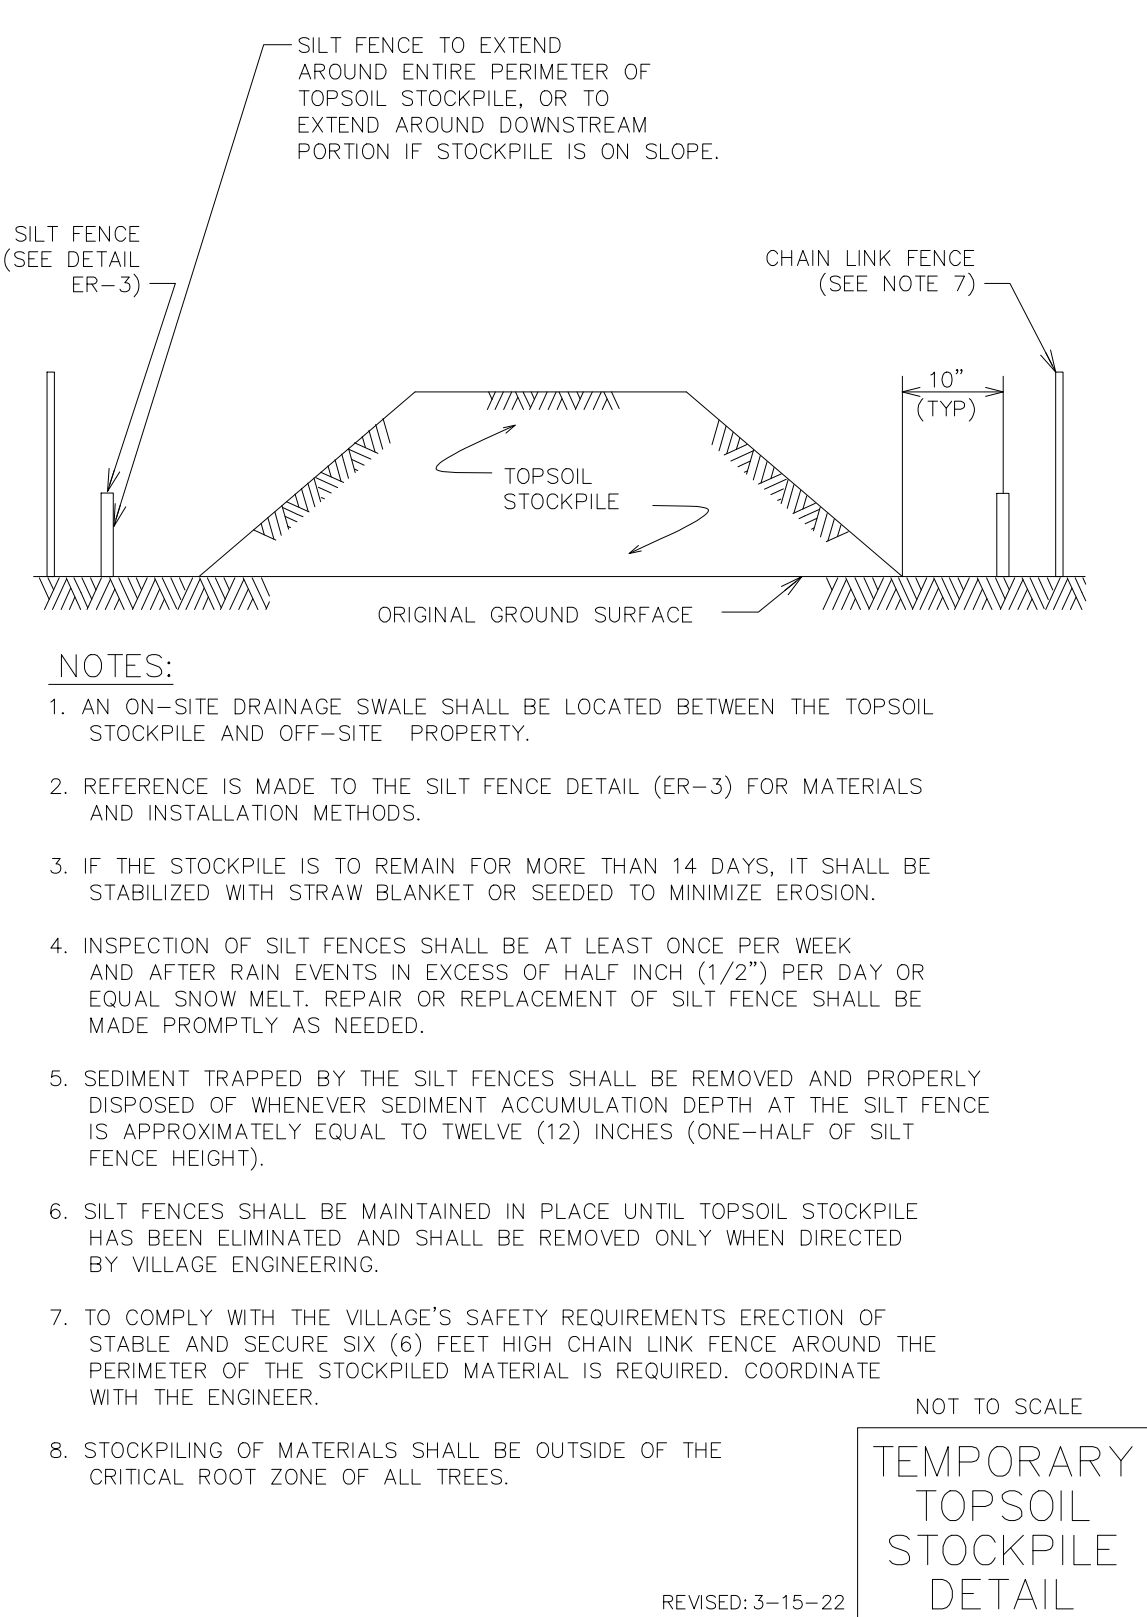 SILT FENCE TO EXTEND
AROUND ENTIRE PERIMETER OF
TOPSOIL STOCKPILE, OR TO
EXTEND AROUND DOWNSTREAM
PORTION IF STOCKPILE IS ON SLOPE.
SILT FENCE
(SEE DETAIL
ER-3)
CHAIN LINK FENCE
(SEE NOTE 7)
10"
(TYP)
TOPSOIL
STOCKPILE
ORIGINAL GROUND SURFACE
NOTES:
1. AN ON-SITE DRAINAGE SWALE SHALL BE LOCATED BETWEEN THE TOPSOIL
STOCKPILE AND OFF-SITE PROPERTY.
2. REFERENCE IS MADE TO THE SILT FENCE DETAIL (ER-3) FOR MATERIALS
AND INSTALLATION METHODS.
3. IF THE STOCKPILE IS TO REMAIN FOR MORE THAN 14 DAYS, IT SHALL BE
STABILIZED WITH STRAW BLANKET OR SEEDED TO MINIMIZE EROSION.
4. INSPECTION OF SILT FENCES SHALL BE AT LEAST ONCE PER WEEK
AND AFTER RAIN EVENTS IN EXCESS OF HALF INCH (1/2") PER DAY OR
EQUAL SNOW MELT. REPAIR OR REPLACEMENT OF SILT FENCE SHALL BE
MADE PROMPTLY AS NEEDED.
5. SEDIMENT TRAPPED BY THE SILT FENCES SHALL BE REMOVED AND PROPERLY
DISPOSED OF WHENEVER SEDIMENT ACCUMULATION DEPTH AT THE SILT FENCE
IS APPROXIMATELY EQUAL TO TWELVE (12) INCHES (ONE-HALF OF SILT
FENCE HEIGHT).
6. SILT FENCES SHALL BE MAINTAINED IN PLACE UNTIL TOPSOIL STOCKPILE
HAS BEEN ELIMINATED AND SHALL BE REMOVED ONLY WHEN DIRECTED
BY VILLAGE ENGINEERING.
7. TO COMPLY WITH THE VILLAGE'S SAFETY REQUIREMENTS ERECTION OF
STABLE AND SECURE SIX (6) FEET HIGH CHAIN LINK FENCE AROUND THE
PERIMETER OF THE STOCKPILED MATERIAL IS REQUIRED. COORDINATE
WITH THE ENGINEER.
8. STOCKPILING OF MATERIALS SHALL BE OUTSIDE OF THE
CRITICAL ROOT ZONE OF ALL TREES.
NOT TO SCALE
TEMPORARY
TOPSOIL
STOCKPILE
DETAIL
REVISED: 3-15-22